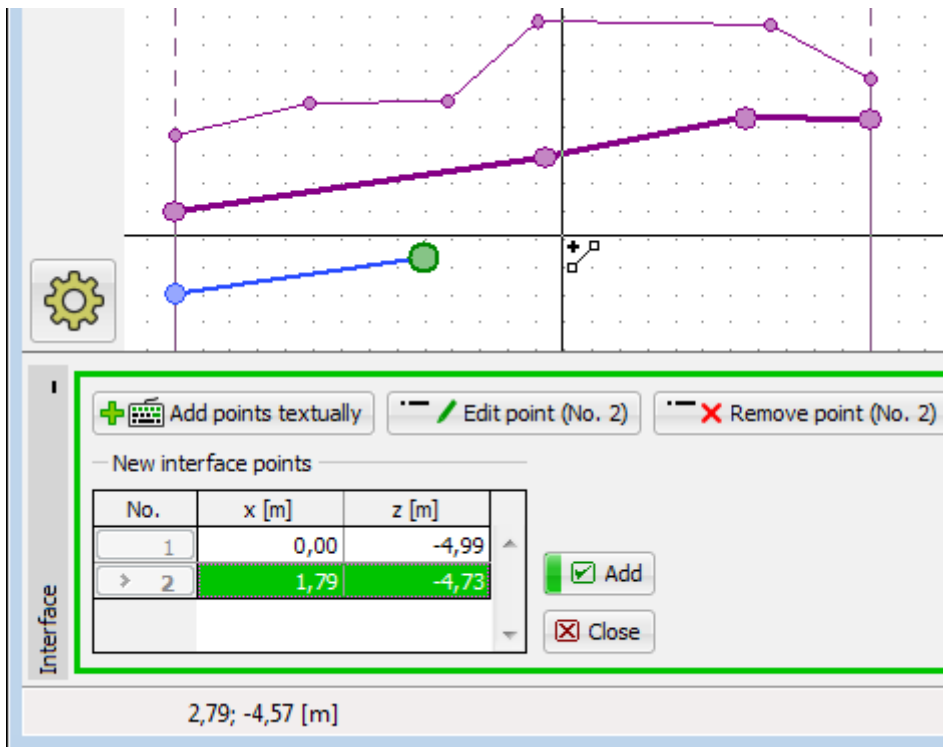 Add points textually
Edit point (No. 2)
Remove point (No. 2)
New interface points
No. x [m] z [m]
1 0,00 -4,99
2 1,79 -4,73
Add
Close
Interface
2,79; -4,57 [m]